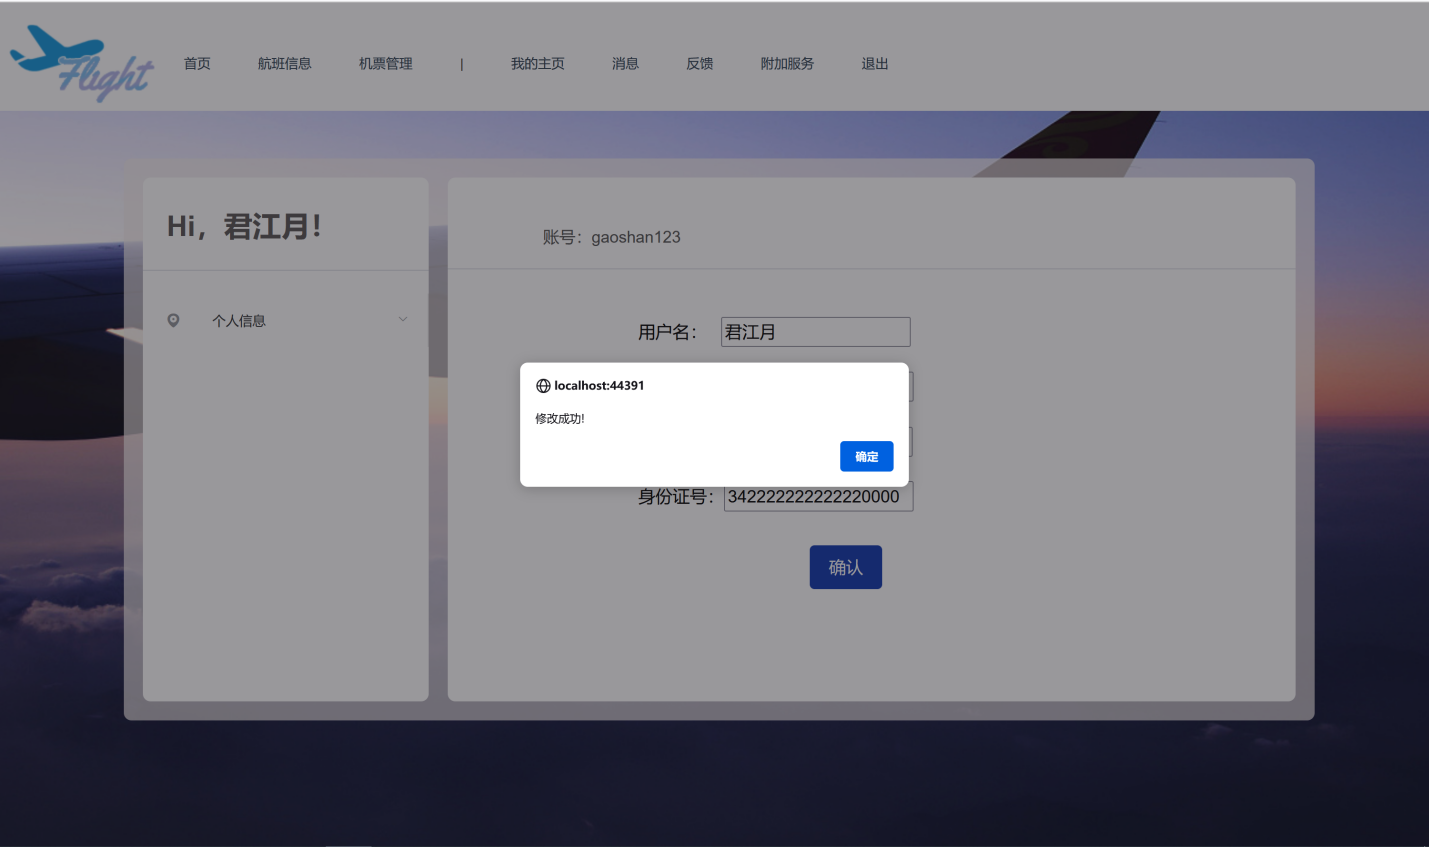 Flight
首页 航班信息 机票管理 | 我的主页 消息 反馈 附加服务 退出
Hi，君江月！
个人信息
账号：gaoshan123
用户名： 君江月
localhost:44391
修改成功!
确定
身份证号： 342222222222220000
确认